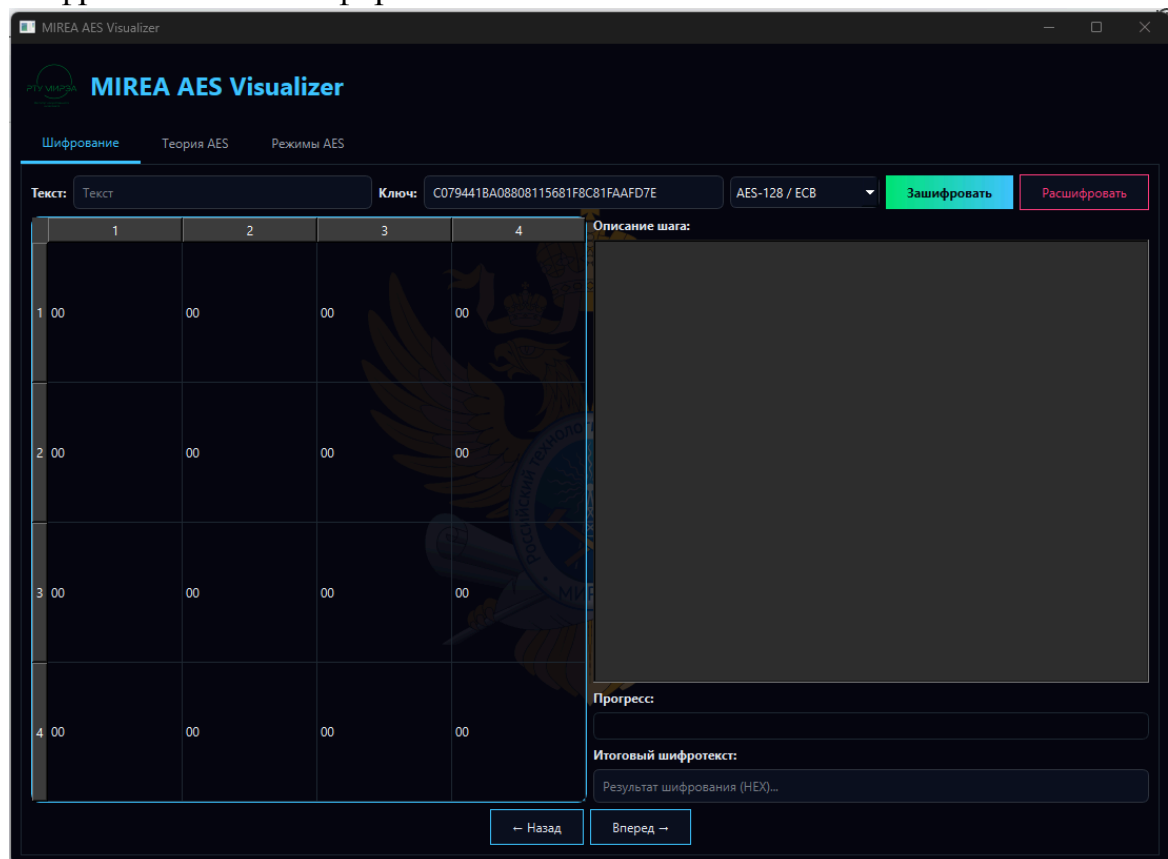 MIREA AES Visualizer
РТУ МИРЭА
MIREA AES Visualizer
Шифрование Теория AES Режимы AES
Текст: Текст Ключ: C079441BA08808115681F8C81FAAFD7E AES-128 / ECB Зашифровать Расшифровать
1 2 3 4
Описание шага:
1 00 00 00 00
2 00 00 00 00
3 00 00 00 00
Прогресс:
4 00 00 00 00
Итоговый шифротекст:
Результат шифрования (HEX)...
← Назад Вперед →